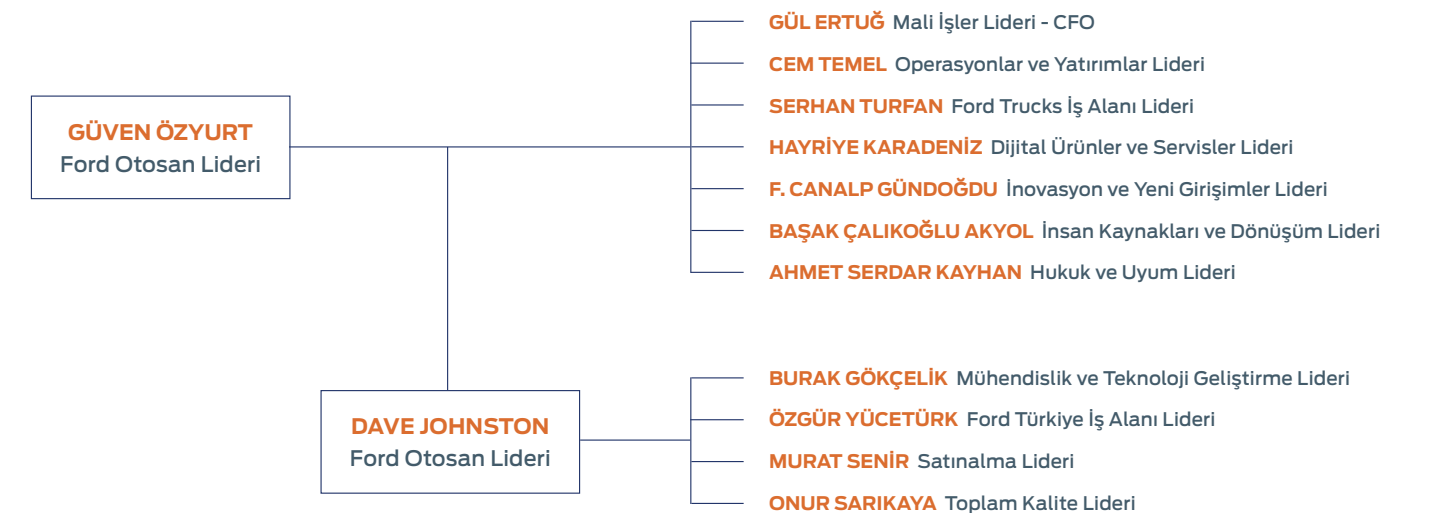 GÜL ERTUĞ Mali İşler Lideri - CFO
CEM TEMEL Operasyonlar ve Yatırımlar Lideri
SERHAN TURFAN Ford Trucks İş Alanı Lideri
GÜVEN ÖZYURT
Ford Otosan Lideri
HAYRİYE KARADENİZ Dijital Ürünler ve Servisler Lideri
F. CANALP GÜNDOĞDU İnovasyon ve Yeni Girişimler Lideri
BAŞAK ÇALIKOĞLU AKYOL İnsan Kaynakları ve Dönüşüm Lideri
AHMET SERDAR KAYHAN Hukuk ve Uyum Lideri
DAVE JOHNSTON
Ford Otosan Lideri
BURAK GÖKÇELİK Mühendislik ve Teknoloji Geliştirme Lideri
ÖZGÜR YÜCETÜRK Ford Türkiye İş Alanı Lideri
MURAT SENİR Satınalma Lideri
ONUR SARIKAYA Toplam Kalite Lideri